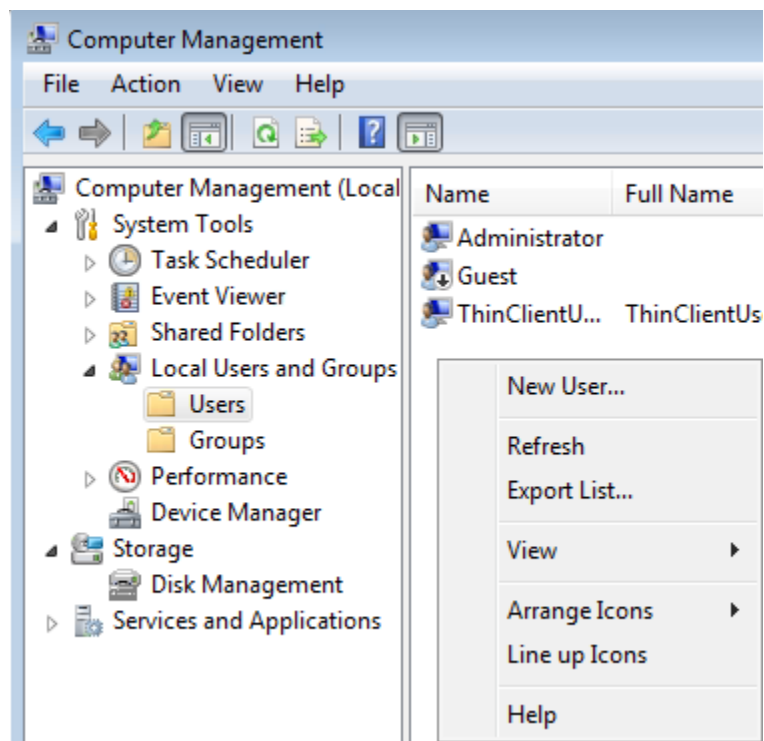 Computer Management
File Action View Help
Computer Management (Local
System Tools
Task Scheduler
Event Viewer
Shared Folders
Local Users and Groups
Users
Groups
Performance
Device Manager
Storage
Disk Management
Services and Applications
Name Full Name
Administrator
Guest
ThinClientU... ThinClientUs
New User...
Refresh
Export List...
View
Arrange Icons
Line up Icons
Help